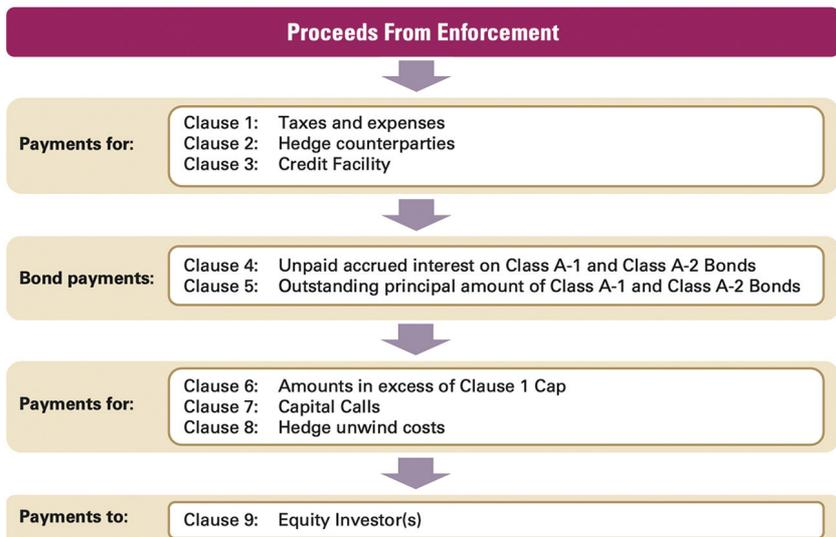 Proceeds From Enforcement
Payments for:
Clause 1: Taxes and expenses
Clause 2: Hedge counterparties
Clause 3: Credit Facility
Bond payments:
Clause 4: Unpaid accrued interest on Class A-1 and Class A-2 Bonds
Clause 5: Outstanding principal amount of Class A-1 and Class A-2 Bonds
Payments for:
Clause 6: Amounts in excess of Clause 1 Cap
Clause 7: Capital Calls
Clause 8: Hedge unwind costs
Payments to:
Clause 9: Equity Investor(s)